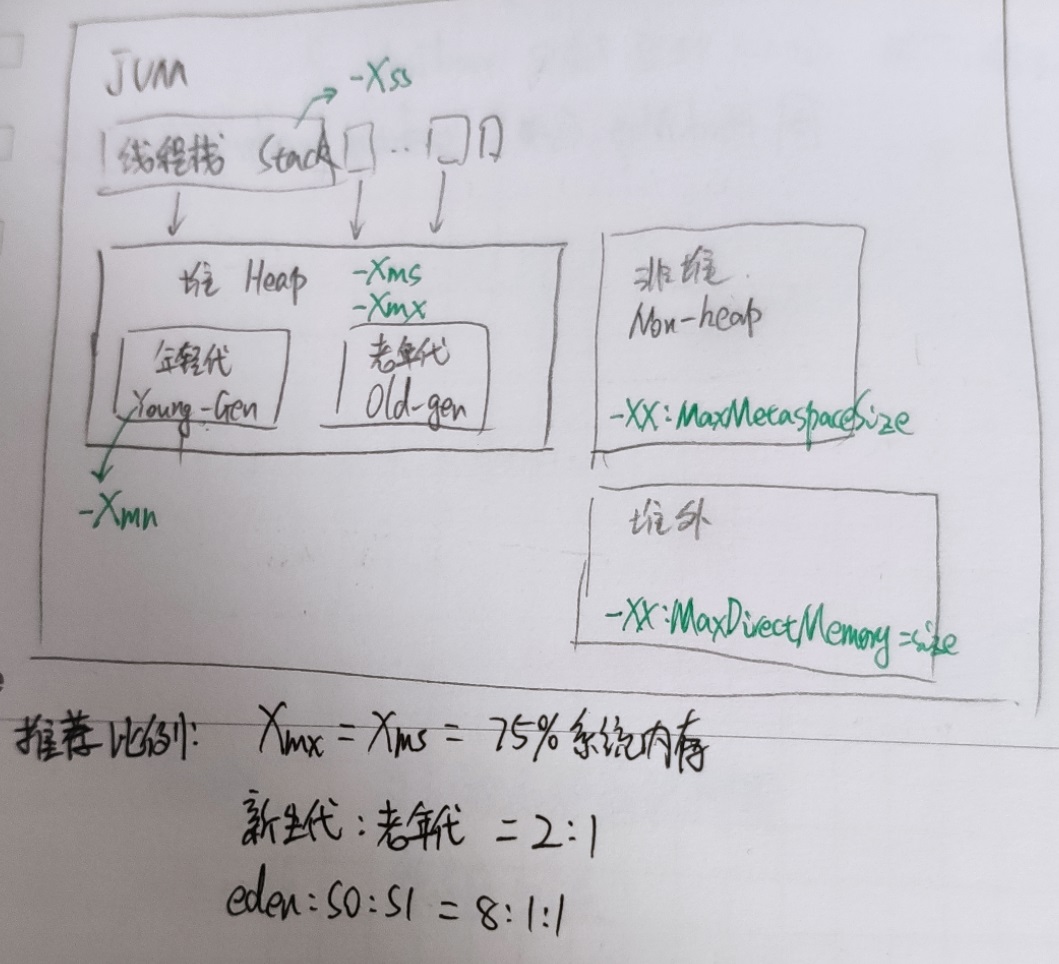 JVM
-Xss
线程栈 Stack
堆 Heap
-Xms
-Xmx
年轻代
Young-Gen
老年代
Old-gen
-Xmn
非堆
Non-heap
-XX:MaxMetaspaceSize
堆外
-XX:MaxDirectMemory=size
推荐比例: Xmx = Xms = 75% 系统内存
新生代:老年代 = 2:1
eden:S0:S1 = 8:1:1